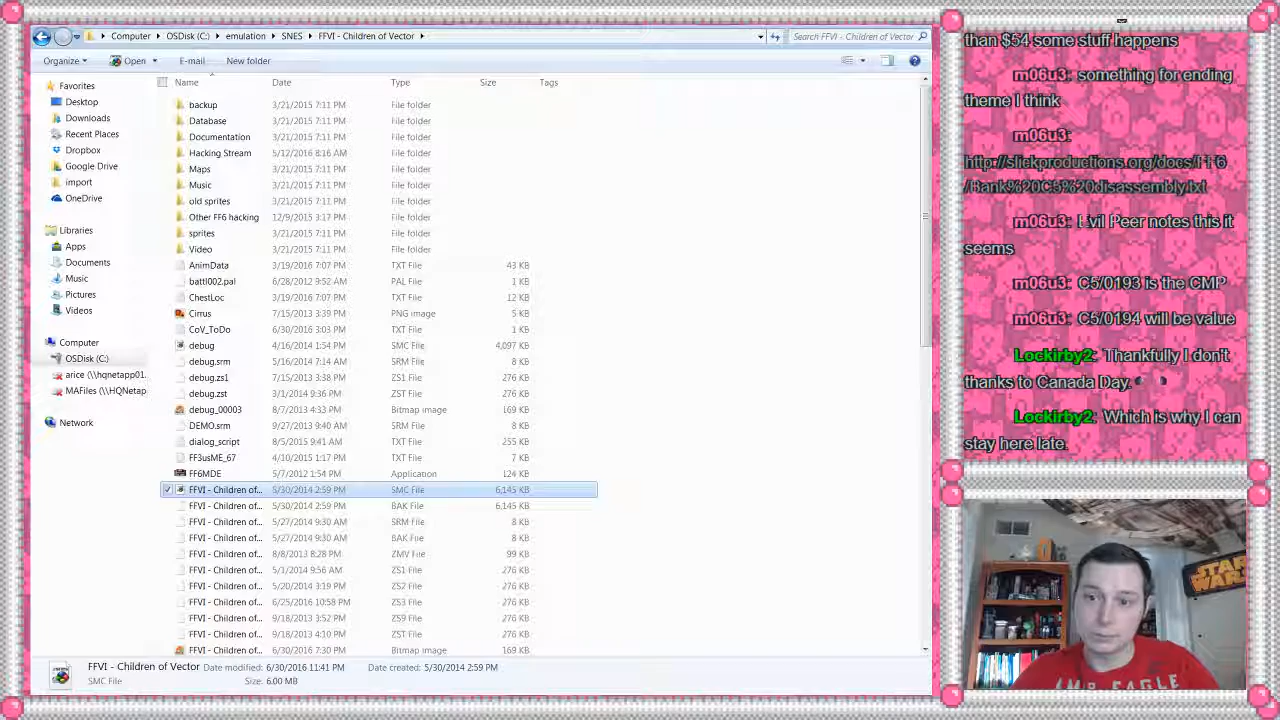 Computer ▸ OSDisk (C:) ▸ emulation ▸ SNES ▸ FFVI - Children of Vector ▸
Search FFVI - Children of Vector
Organize Open E-mail New folder
Name Date Type Size Tags
Favorites
Desktop
Downloads
Recent Places
Dropbox
Google Drive
import
OneDrive
Libraries
Apps
Documents
Music
Pictures
Videos
Computer
OSDisk (C:)
arice (\\hqnetapp01.
MAFiles (\\HQNetap
Network
backup 3/21/2015 7:11 PM File folder
Database 3/21/2015 7:11 PM File folder
Documentation 3/21/2015 7:11 PM File folder
Hacking Stream 5/12/2016 8:16 AM File folder
Maps 3/21/2015 7:11 PM File folder
Music 3/21/2015 7:11 PM File folder
old sprites 3/21/2015 7:11 PM File folder
Other FF6 hacking 12/9/2015 3:17 PM File folder
sprites 3/21/2015 7:11 PM File folder
Video 3/21/2015 7:11 PM File folder
AnimData 3/19/2016 7:07 PM TXT File 43 KB
battl002.pal 6/28/2012 9:52 AM PAL File 1 KB
ChestLoc 3/19/2016 7:07 PM TXT File 12 KB
Cirrus 7/15/2013 3:39 PM PNG image 5 KB
CoV_ToDo 6/30/2016 3:03 PM TXT File 1 KB
debug 4/16/2014 1:54 PM SMC File 4,097 KB
debug.srm 5/16/2014 7:14 AM SRM File 8 KB
debug.zs1 7/15/2013 3:38 PM ZS1 File 276 KB
debug.zst 3/1/2014 9:36 PM ZST File 276 KB
debug_00003 8/7/2013 4:33 PM Bitmap image 169 KB
DEMO.srm 9/27/2013 SRM File 8 KB
dialog_script 8/5/2015 9:41 AM TXT File 255 KB
FF3usME_67 TXT File 7 KB
FF6MDE 5/7/2012 1:54 PM Application 124 KB
FFVI - Children of... 5/30/2014 2:59 PM SMC File 6,145 KB
FFVI - Children of... 5/30/2014 2:59 PM BAK File 6,145 KB
FFVI - Children of... 5/27/2014 9:30 AM SRM File 8 KB
FFVI - Children of... 5/27/2014 9:30 AM BAK File 8 KB
FFVI - Children of... 8/8/2013 8:28 PM ZMV File 99 KB
FFVI - Children of... 5/1/2014 9:56 AM ZS1 File 276 KB
FFVI - Children of... 5/20/2014 3:19 PM ZS2 File 276 KB
FFVI - Children of... 6/25/2016 10:58 PM ZS3 File 276 KB
FFVI - Children of... 3:52 PM ZS9 File 276 KB
FFVI - Children of... 9/18/2013 4:10 PM ZST File 276 KB
FFVI - Children of... 6/30/2016 7:30 PM Bitmap image 169 KB
FFVI - Children of Vector Date modified: 6/30/2016 11:41 PM Date created: 5/30/2014 2:59 PM
SMC File Size: 6.00 MB
than $54 some stuff happens
m06u3: something for ending
theme I think
m06u3:
http://slickproductions.org/docs/FF6
/Bank%20C5%20disassembly.txt
m06u3: Evil Peer notes this it
seems
m06u3: C5/0193 is the CMP
m06u3: C5/0194 will be value
Lockirby2: Thankfully I don't
thanks to Canada Day.
Lockirby2: Which is why I can
stay here late.
STAR
WARS
EAGLE